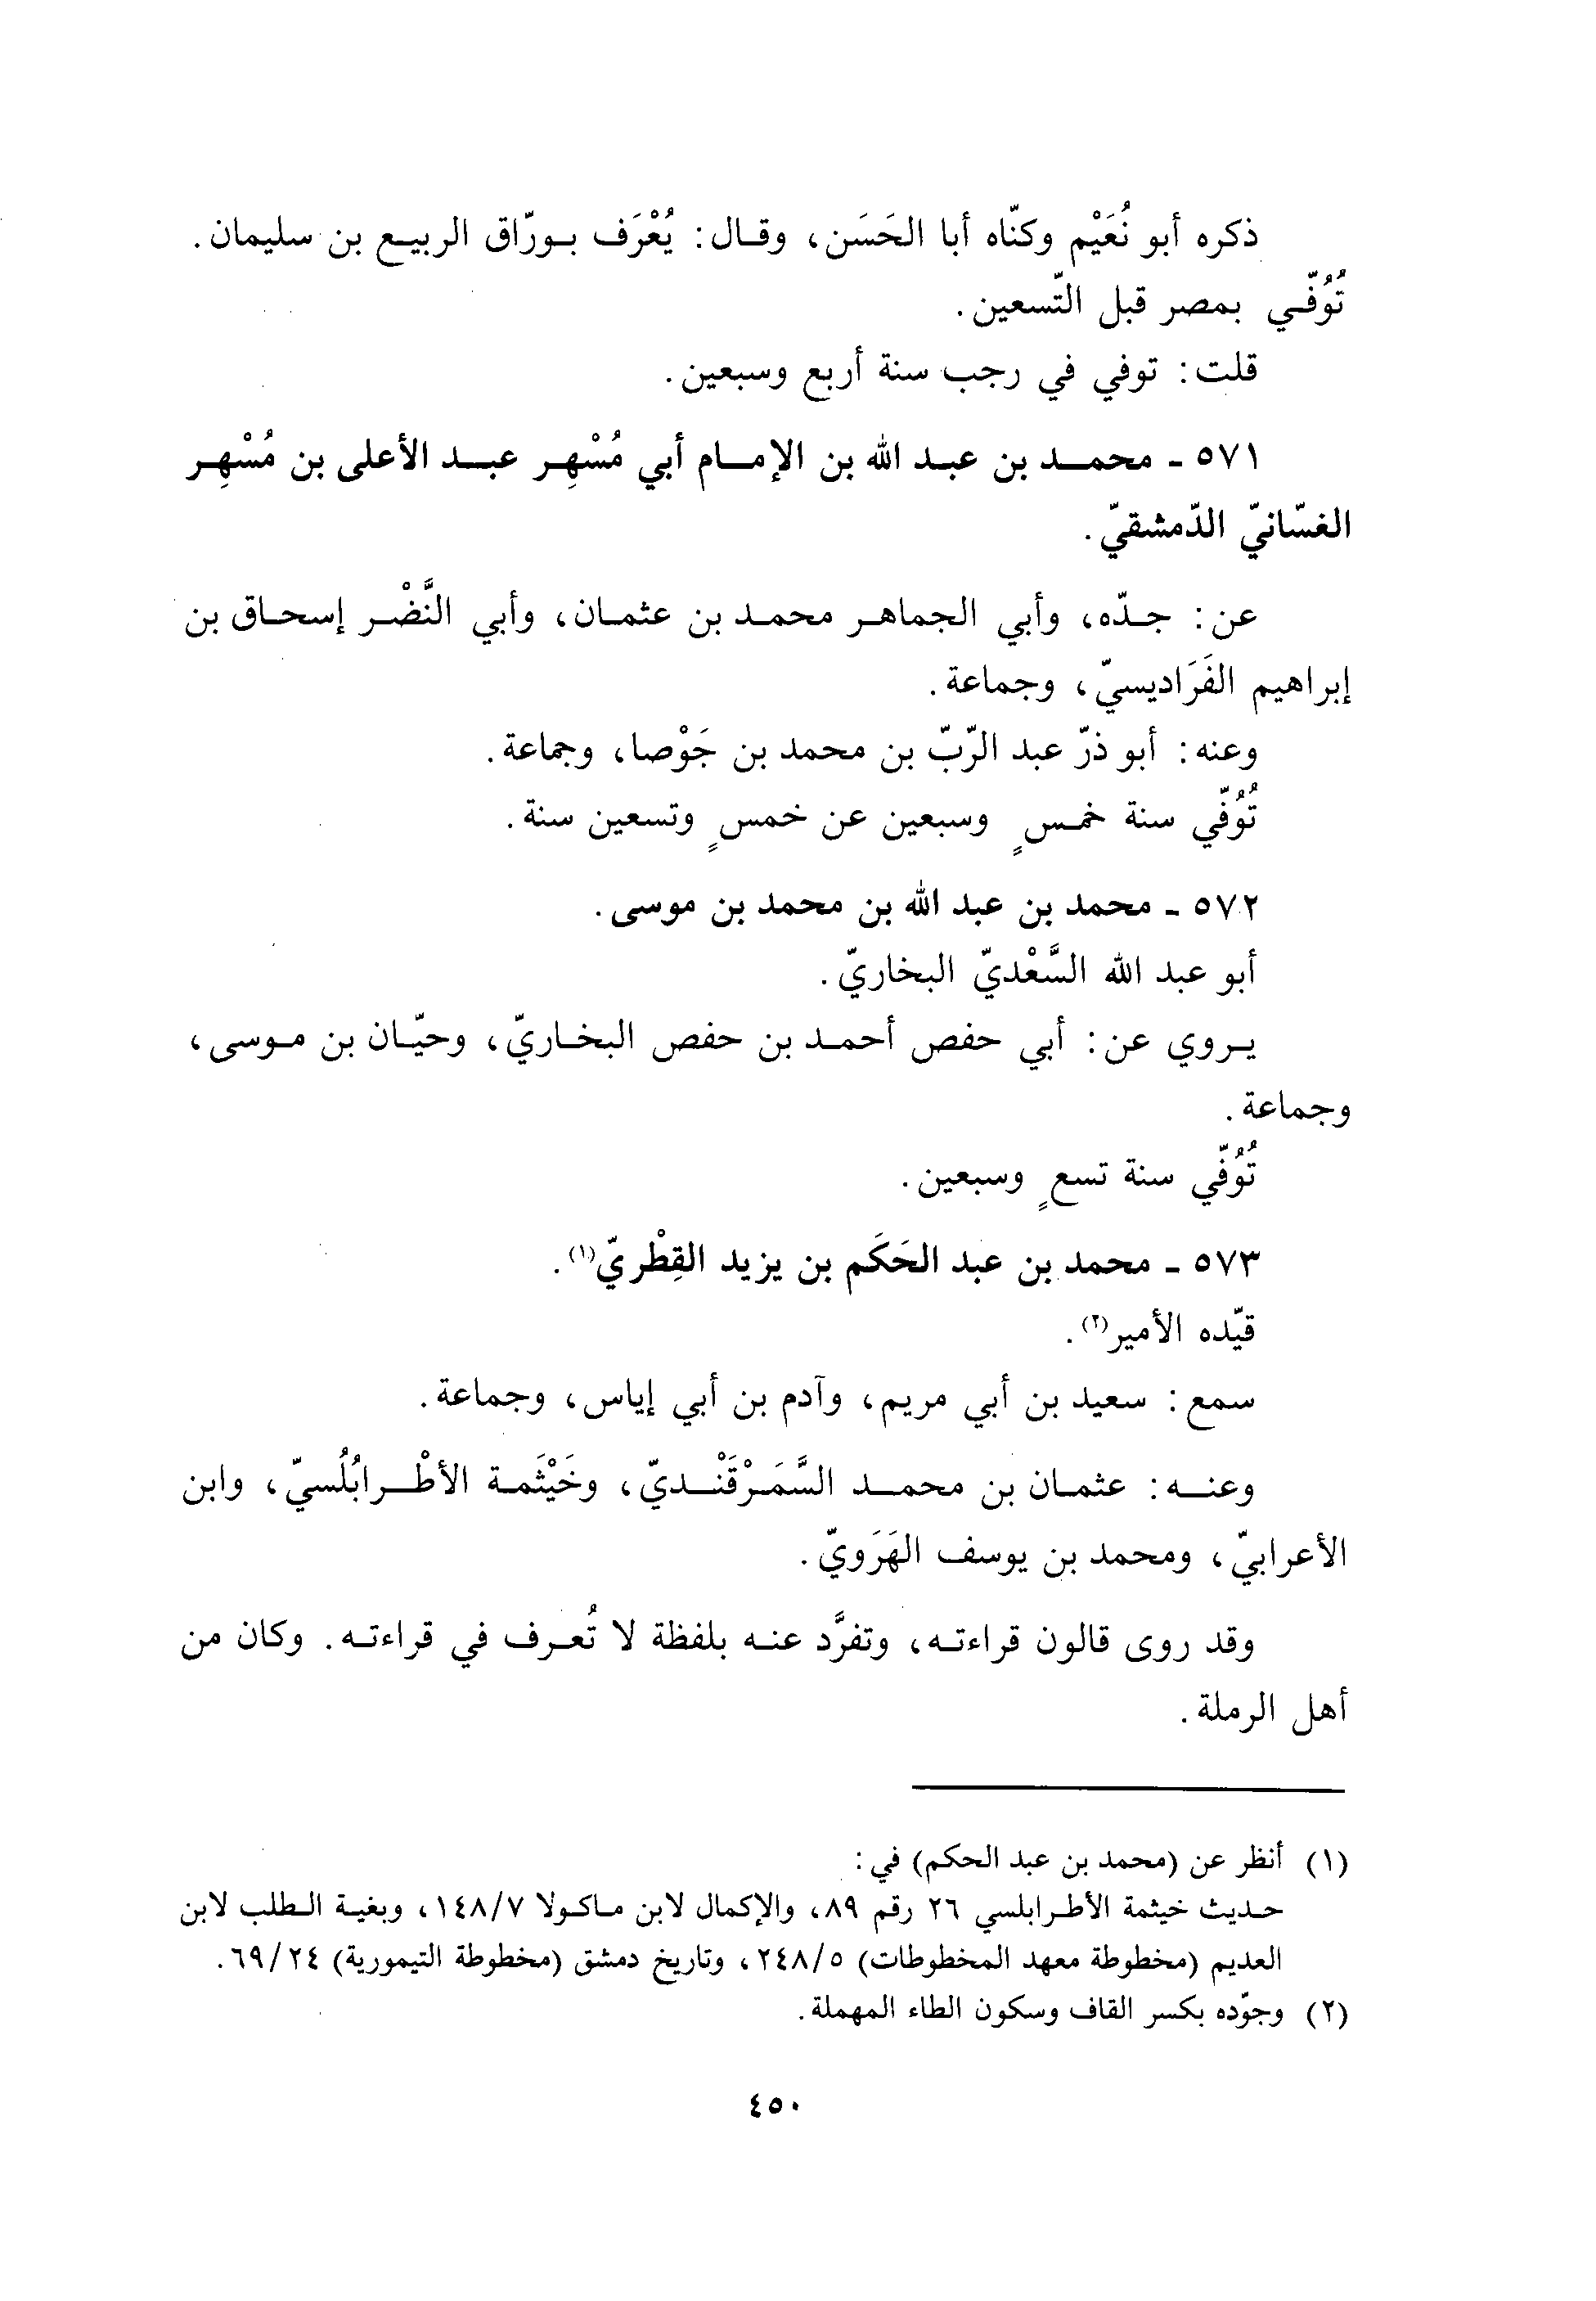 ذكره أبو نُعَيْم وكنّاه أبا الحَسَن، وقال: يُعْرَف بورّاق الربيع بن سليمان.
تُوُفّي بمصر قبل التّسعين.
قلت: توفي في رجب سنة أربع وسبعين.
٥٧١ - محمد بن عبد الله بن الإمام أبي مُسْهِر عبد الأعلى بن مُسْهِر
الغسّانيّ الدّمشقيّ.
عن: جدّه، وأبي الجماهر محمد بن عثمان، وأبي النَّضْر إسحاق بن
إبراهيم الفَرَاديسيّ، وجماعة.
وعنه: أبو ذرّ عبد الرّبّ بن محمد بن جَوْصا، وجماعة.
تُوُفّي سنة خمسٍ وسبعين عن خمسٍ وتسعين سنة.
٥٧٢ - محمد بن عبد الله بن محمد بن موسى.
أبو عبد الله السَّعْديّ البخاريّ.
يروي عن: أبي حفص أحمد بن حفص البخاريّ، وحيّان بن موسى،
وجماعة.
تُوُفّي سنة تسعٍ وسبعين.
٥٧٣ - محمد بن عبد الحَكَم بن يزيد القِطْريّ(١).
قيّده الأمير(٢).
سمع: سعيد بن أبي مريم، وآدم بن أبي إياس، وجماعة.
وعنه: عثمان بن محمد السَّمَرْقَنْديّ، وخَيْثَمة الأطْرابُلُسيّ، وابن
الأعرابيّ، ومحمد بن يوسف الهَرَويّ.
وقد روى قالون قراءته، وتفرَّد عنه بلفظة لا تُعرف في قراءته. وكان من
أهل الرملة.
(١) أنظر عن (محمد بن عبد الحكم) في:
حديث خيثمة الأطرابلسي ٢٦ رقم ٨٩، والإكمال لابن ماكولا ١٤٨/٧، وبغية الطلب لابن
العديم (مخطوطة معهد المخطوطات) ٢٤٨/٥، وتاريخ دمشق (مخطوطة التيمورية) ٦٩/٢٤.
(٢) وجوّده بكسر القاف وسكون الطاء المهملة.
٤٥٠